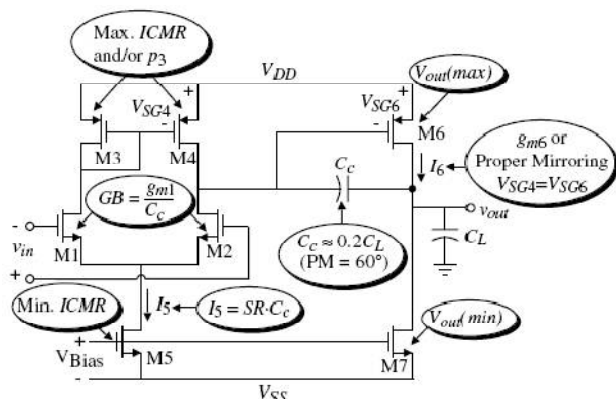 Max. ICMR
and/or p3
VDD
Vout(max)
+
VSG4
-
+
VSG6
-
M6
M3
M4
I6
gm6 or
Proper Mirroring
VSG4=VSG6
Cc
GB = gm1
Cc
vout
CL
-
vin
+
M1
M2
Cc ≈ 0.2CL
(PM = 60°)
Min. ICMR
I5
I5 = SR·Cc
Vout(min)
+
VBias
-
M5
M7
VSS